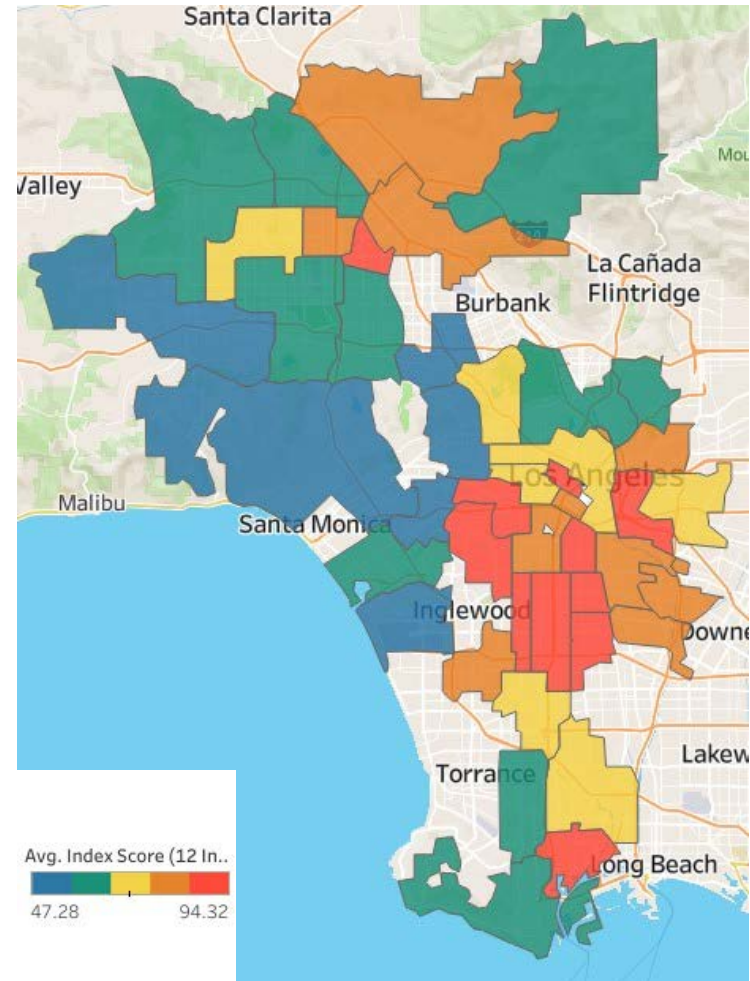 Santa Clarita
Mou
Valley
210
La Cañada
Flintridge
Burbank
Los Angeles
Malibu
Santa Monica
Inglewood
Downe
Lakew
Torrance
Long Beach
Avg. Index Score (12 In..
47.28
94.32